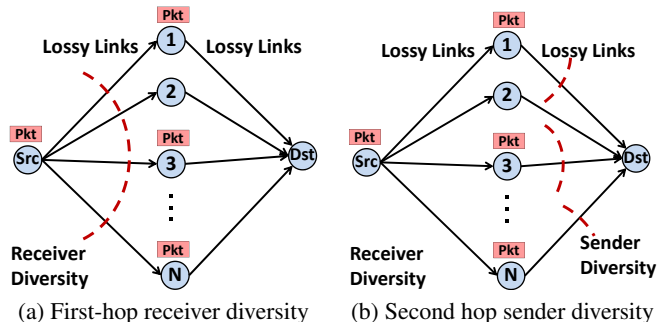 Pkt
Lossy Links
1
Lossy Links
2
Pkt
Pkt
Src
3
Dst
Receiver
Diversity
Pkt
N
(a) First-hop receiver diversity
Pkt
Lossy Links
1
Lossy Links
2
Pkt
Pkt
Src
3
Dst
Receiver
Diversity
Pkt
N
Sender
Diversity
(b) Second hop sender diversity